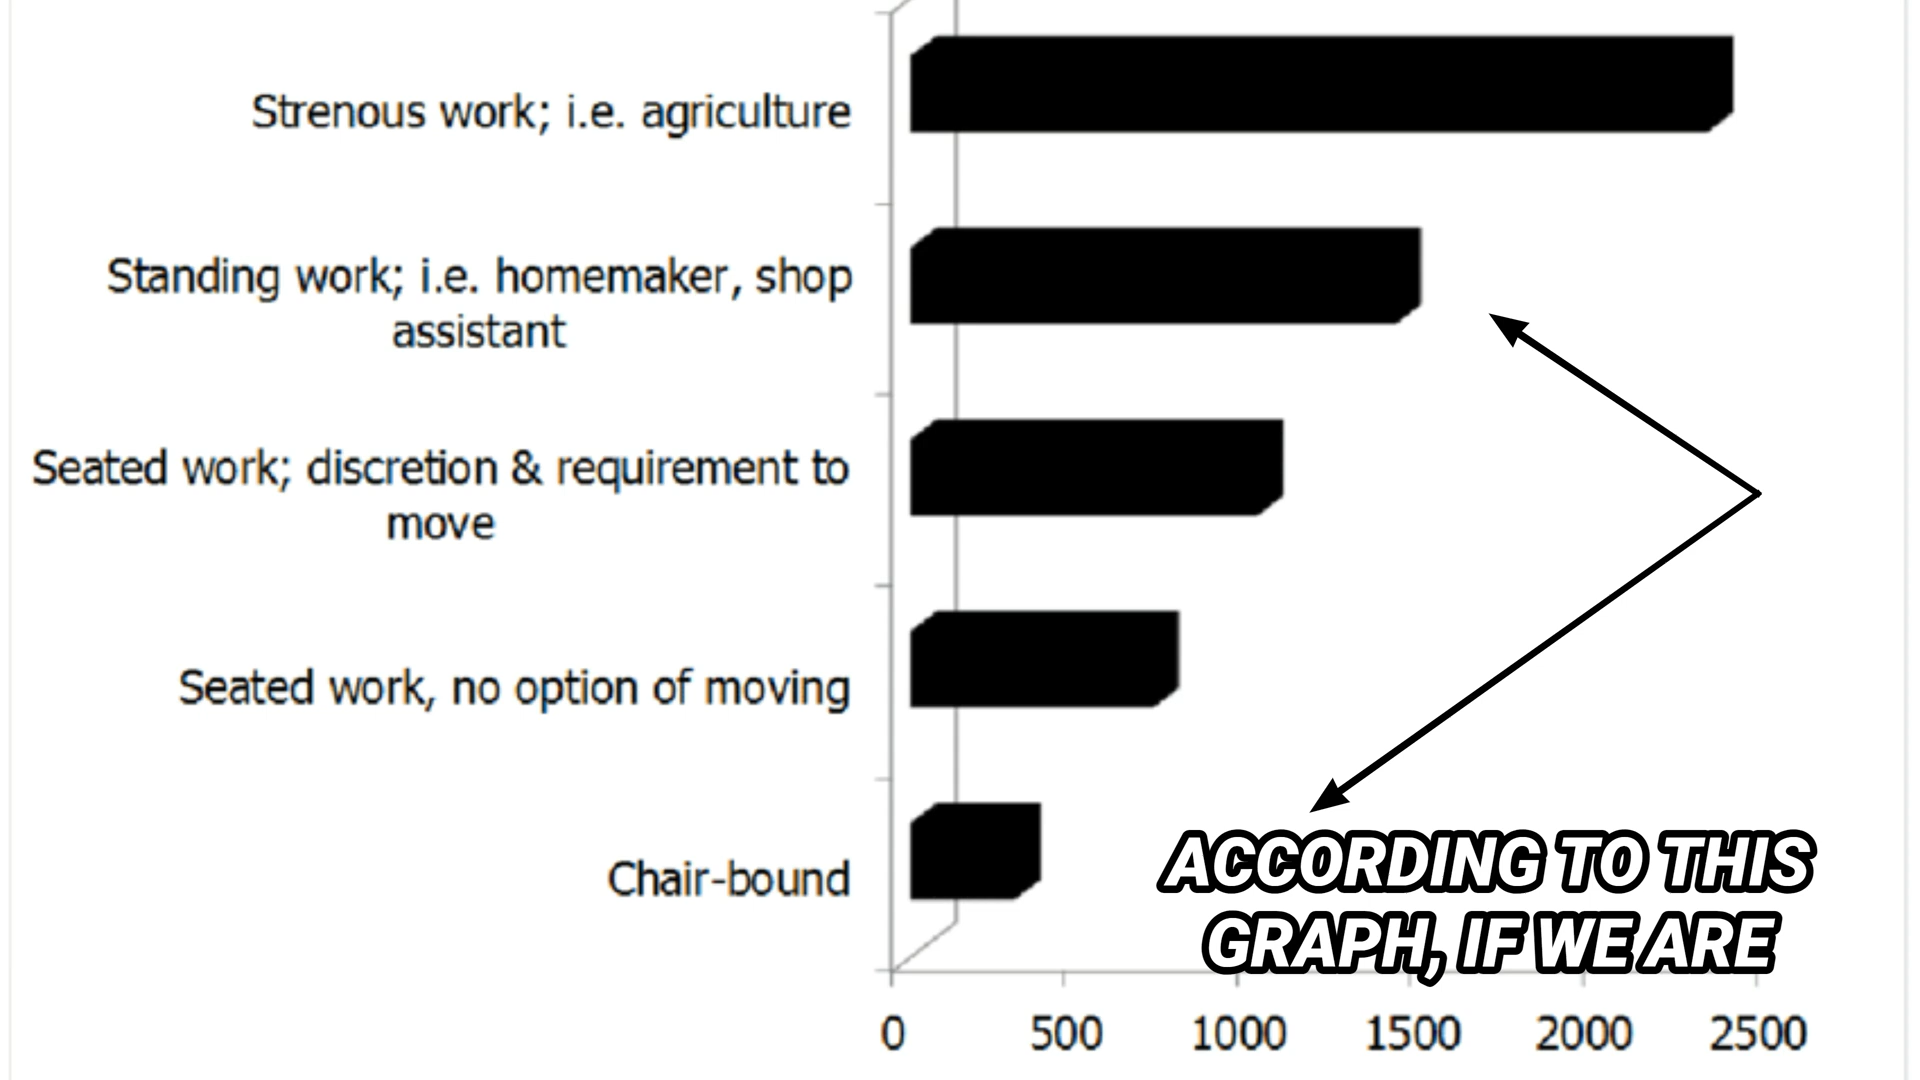 Strenous work; i.e. agriculture
Standing work; i.e. homemaker, shop
assistant
Seated work; discretion & requirement to
move
Seated work, no option of moving
Chair-bound
ACCORDING TO THIS
GRAPH, IF WE ARE
0 500 1000 1500 2000 2500